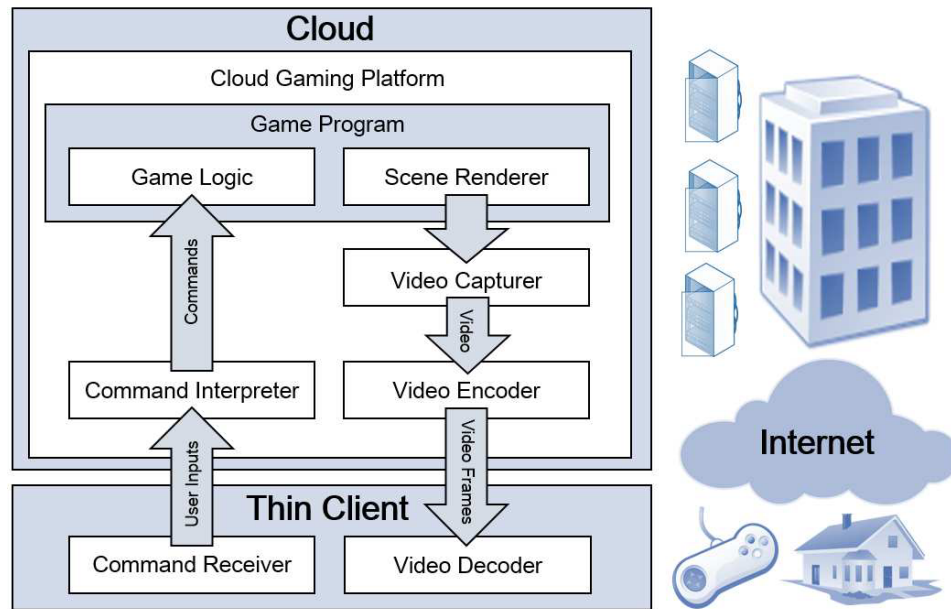 Cloud
Cloud Gaming Platform
Game Program
Game Logic
Scene Renderer
Commands
Video Capturer
Video
Command Interpreter
Video Encoder
User Inputs
Video Frames
Thin Client
Command Receiver
Video Decoder
Internet